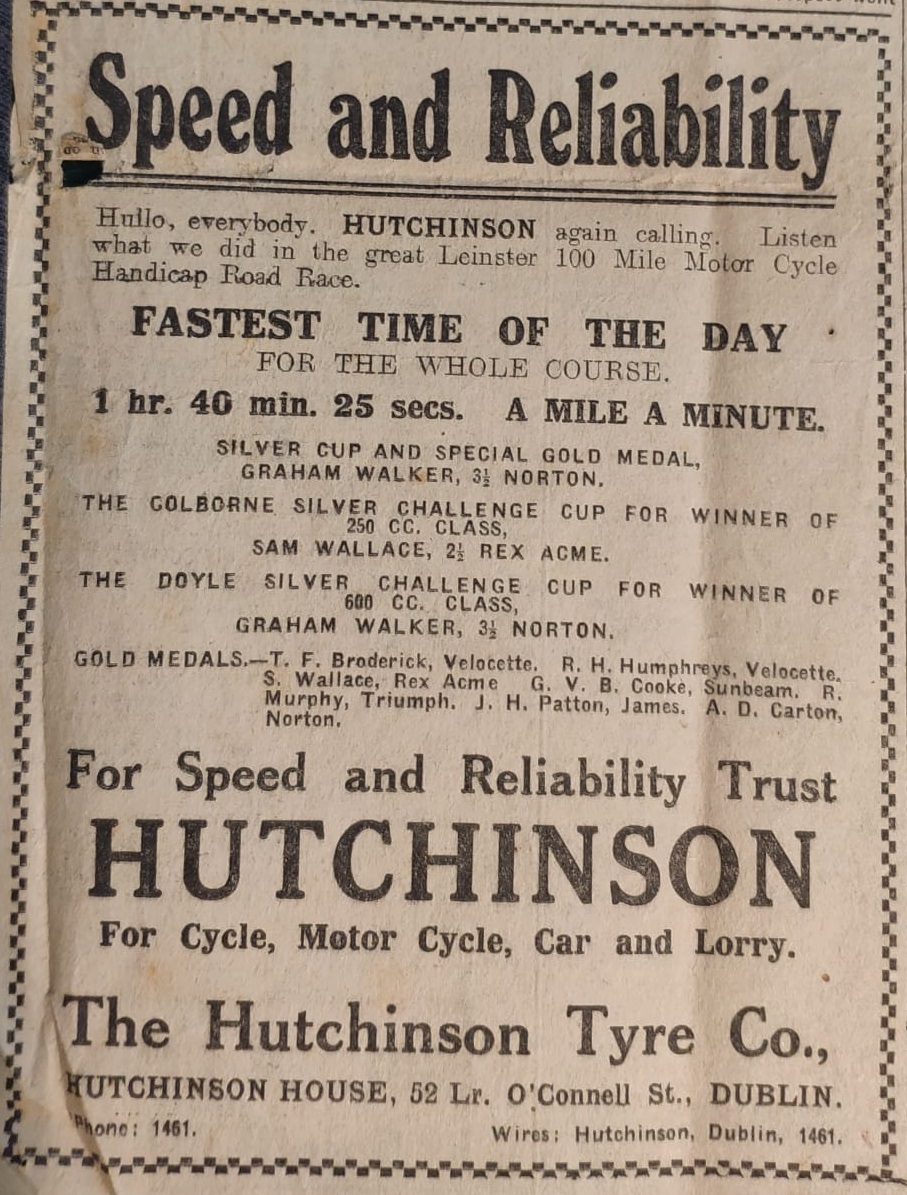 Speed and Reliability
Hullo, everybody. HUTCHINSON again calling. Listen
what we did in the great Leinster 100 Mile Motor Cycle
Handicap Road Race.
FASTEST TIME OF THE DAY
FOR THE WHOLE COURSE.
1 hr. 40 min. 25 secs. A MILE A MINUTE.
SILVER CUP AND SPECIAL GOLD MEDAL,
GRAHAM WALKER, 3½ NORTON.
THE COLBORNE SILVER CHALLENGE CUP FOR WINNER OF
250 CC. CLASS,
SAM WALLACE, 2½ REX ACME.
THE DOYLE SILVER CHALLENGE CUP FOR WINNER OF
600 CC. CLASS,
GRAHAM WALKER, 3½ NORTON.
GOLD MEDALS.—T. F. Broderick, Velocette. R. H. Humphreys, Velocette.
S. Wallace, Rex Acme G. V. B. Cooke, Sunbeam. R.
Murphy, Triumph. J. H. Patton, James. A. D. Carton,
Norton.
For Speed and Reliability Trust
HUTCHINSON
For Cycle, Motor Cycle, Car and Lorry.
The Hutchinson Tyre Co.,
HUTCHINSON HOUSE, 52 Lr. O'Connell St., DUBLIN.
Phone: 1461. Wires: Hutchinson, Dublin, 1461.